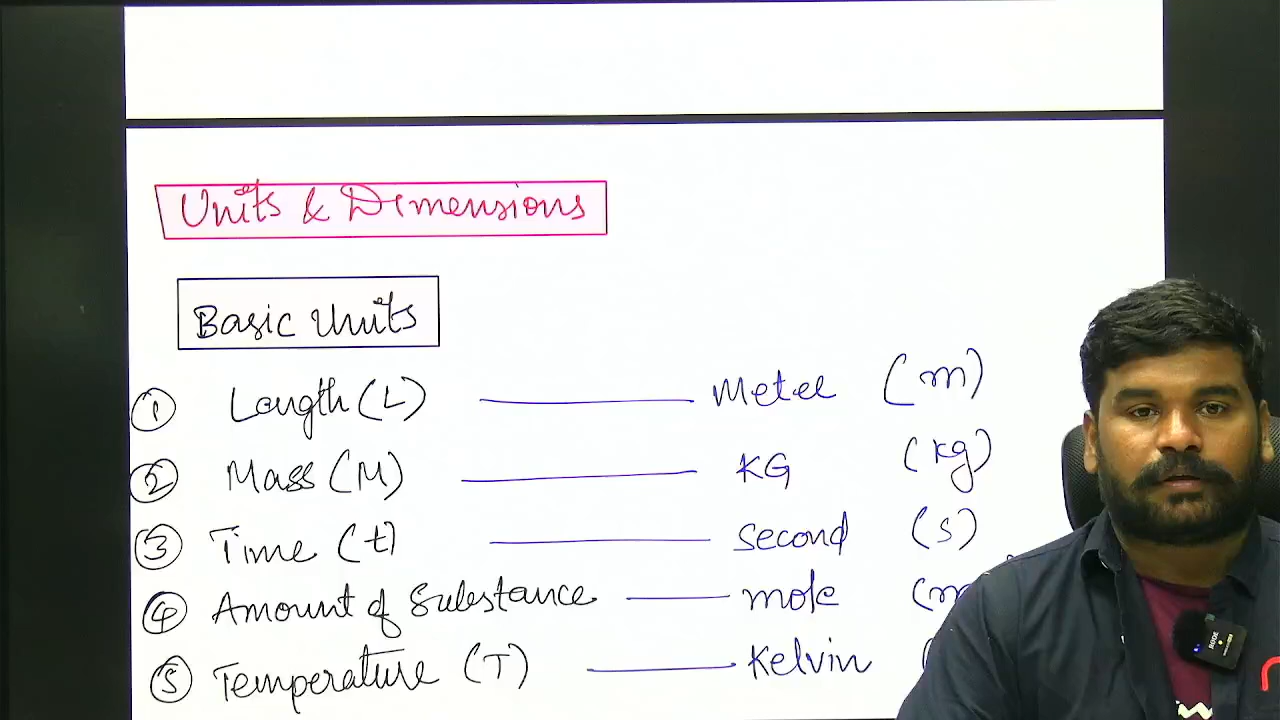 Units & Dimensions
Basic Units
① Length (L) ——— Meter (m)
② Mass (M) ——— KG (kg)
③ Time (t) ——— second (s)
④ Amount of Substance —— mole (m
⑤ Temperature (T) ——— Kelvin (
RODE